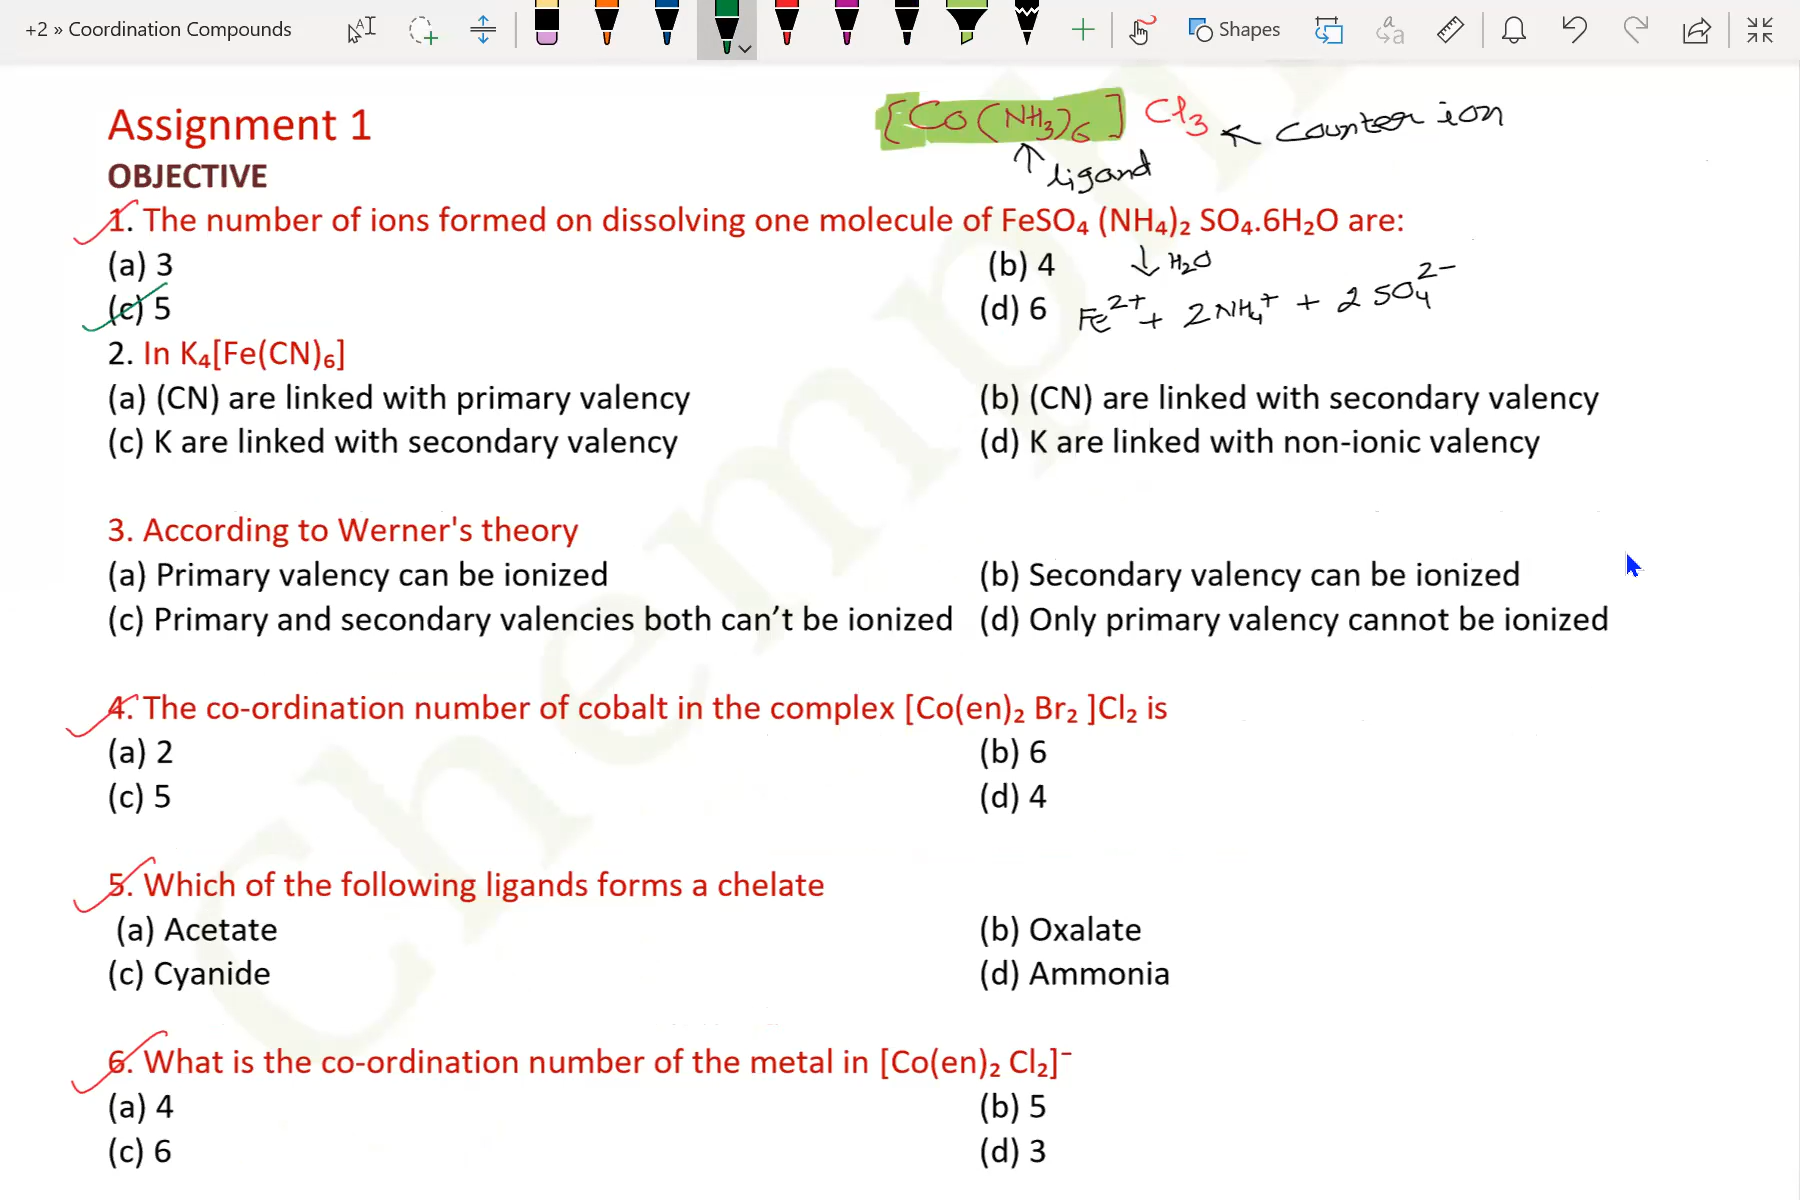 +2 » Coordination Compounds
Shapes
Assignment 1
[Co(NH₃)₆] Cl₃ ← counter ion
ligand
OBJECTIVE
1. The number of ions formed on dissolving one molecule of FeSO₄ (NH₄)₂ SO₄.6H₂O are:
(a) 3 (b) 4 ↓ H₂O
(c) 5 (d) 6 Fe²⁺ + 2NH₄⁺ + 2 SO₄²⁻
2. In K₄[Fe(CN)₆]
(a) (CN) are linked with primary valency (b) (CN) are linked with secondary valency
(c) K are linked with secondary valency (d) K are linked with non-ionic valency
3. According to Werner's theory
(a) Primary valency can be ionized (b) Secondary valency can be ionized
(c) Primary and secondary valencies both can’t be ionized (d) Only primary valency cannot be ionized
4. The co-ordination number of cobalt in the complex [Co(en)₂ Br₂ ]Cl₂ is
(a) 2 (b) 6
(c) 5 (d) 4
5. Which of the following ligands forms a chelate
(a) Acetate (b) Oxalate
(c) Cyanide (d) Ammonia
6. What is the co-ordination number of the metal in [Co(en)₂ Cl₂]⁻
(a) 4 (b) 5
(c) 6 (d) 3